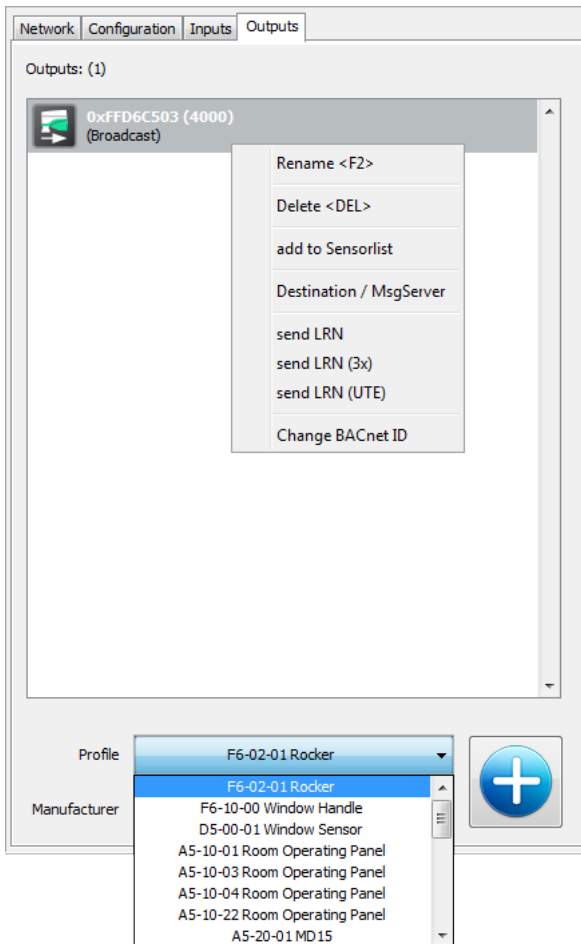 Network Configuration Inputs Outputs
Outputs: (1)
0xFFD6C503 (4000)
(Broadcast)
Rename <F2>
Delete <DEL>
add to Sensorlist
Destination / MsgServer
send LRN
send LRN (3x)
send LRN (UTE)
Change BACnet ID
Profile F6-02-01 Rocker
F6-02-01 Rocker
Manufacturer F6-10-00 Window Handle
D5-00-01 Window Sensor
A5-10-01 Room Operating Panel
A5-10-03 Room Operating Panel
A5-10-04 Room Operating Panel
A5-10-22 Room Operating Panel
A5-20-01 MD15